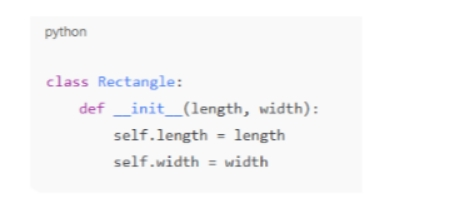 python
class Rectangle:
    def __init__(length, width):
        self.length = length
        self.width = width